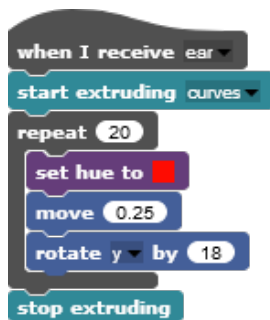 when I receive ear
start extruding curves
repeat 20
set hue to
move 0.25
rotate y by 18
stop extruding